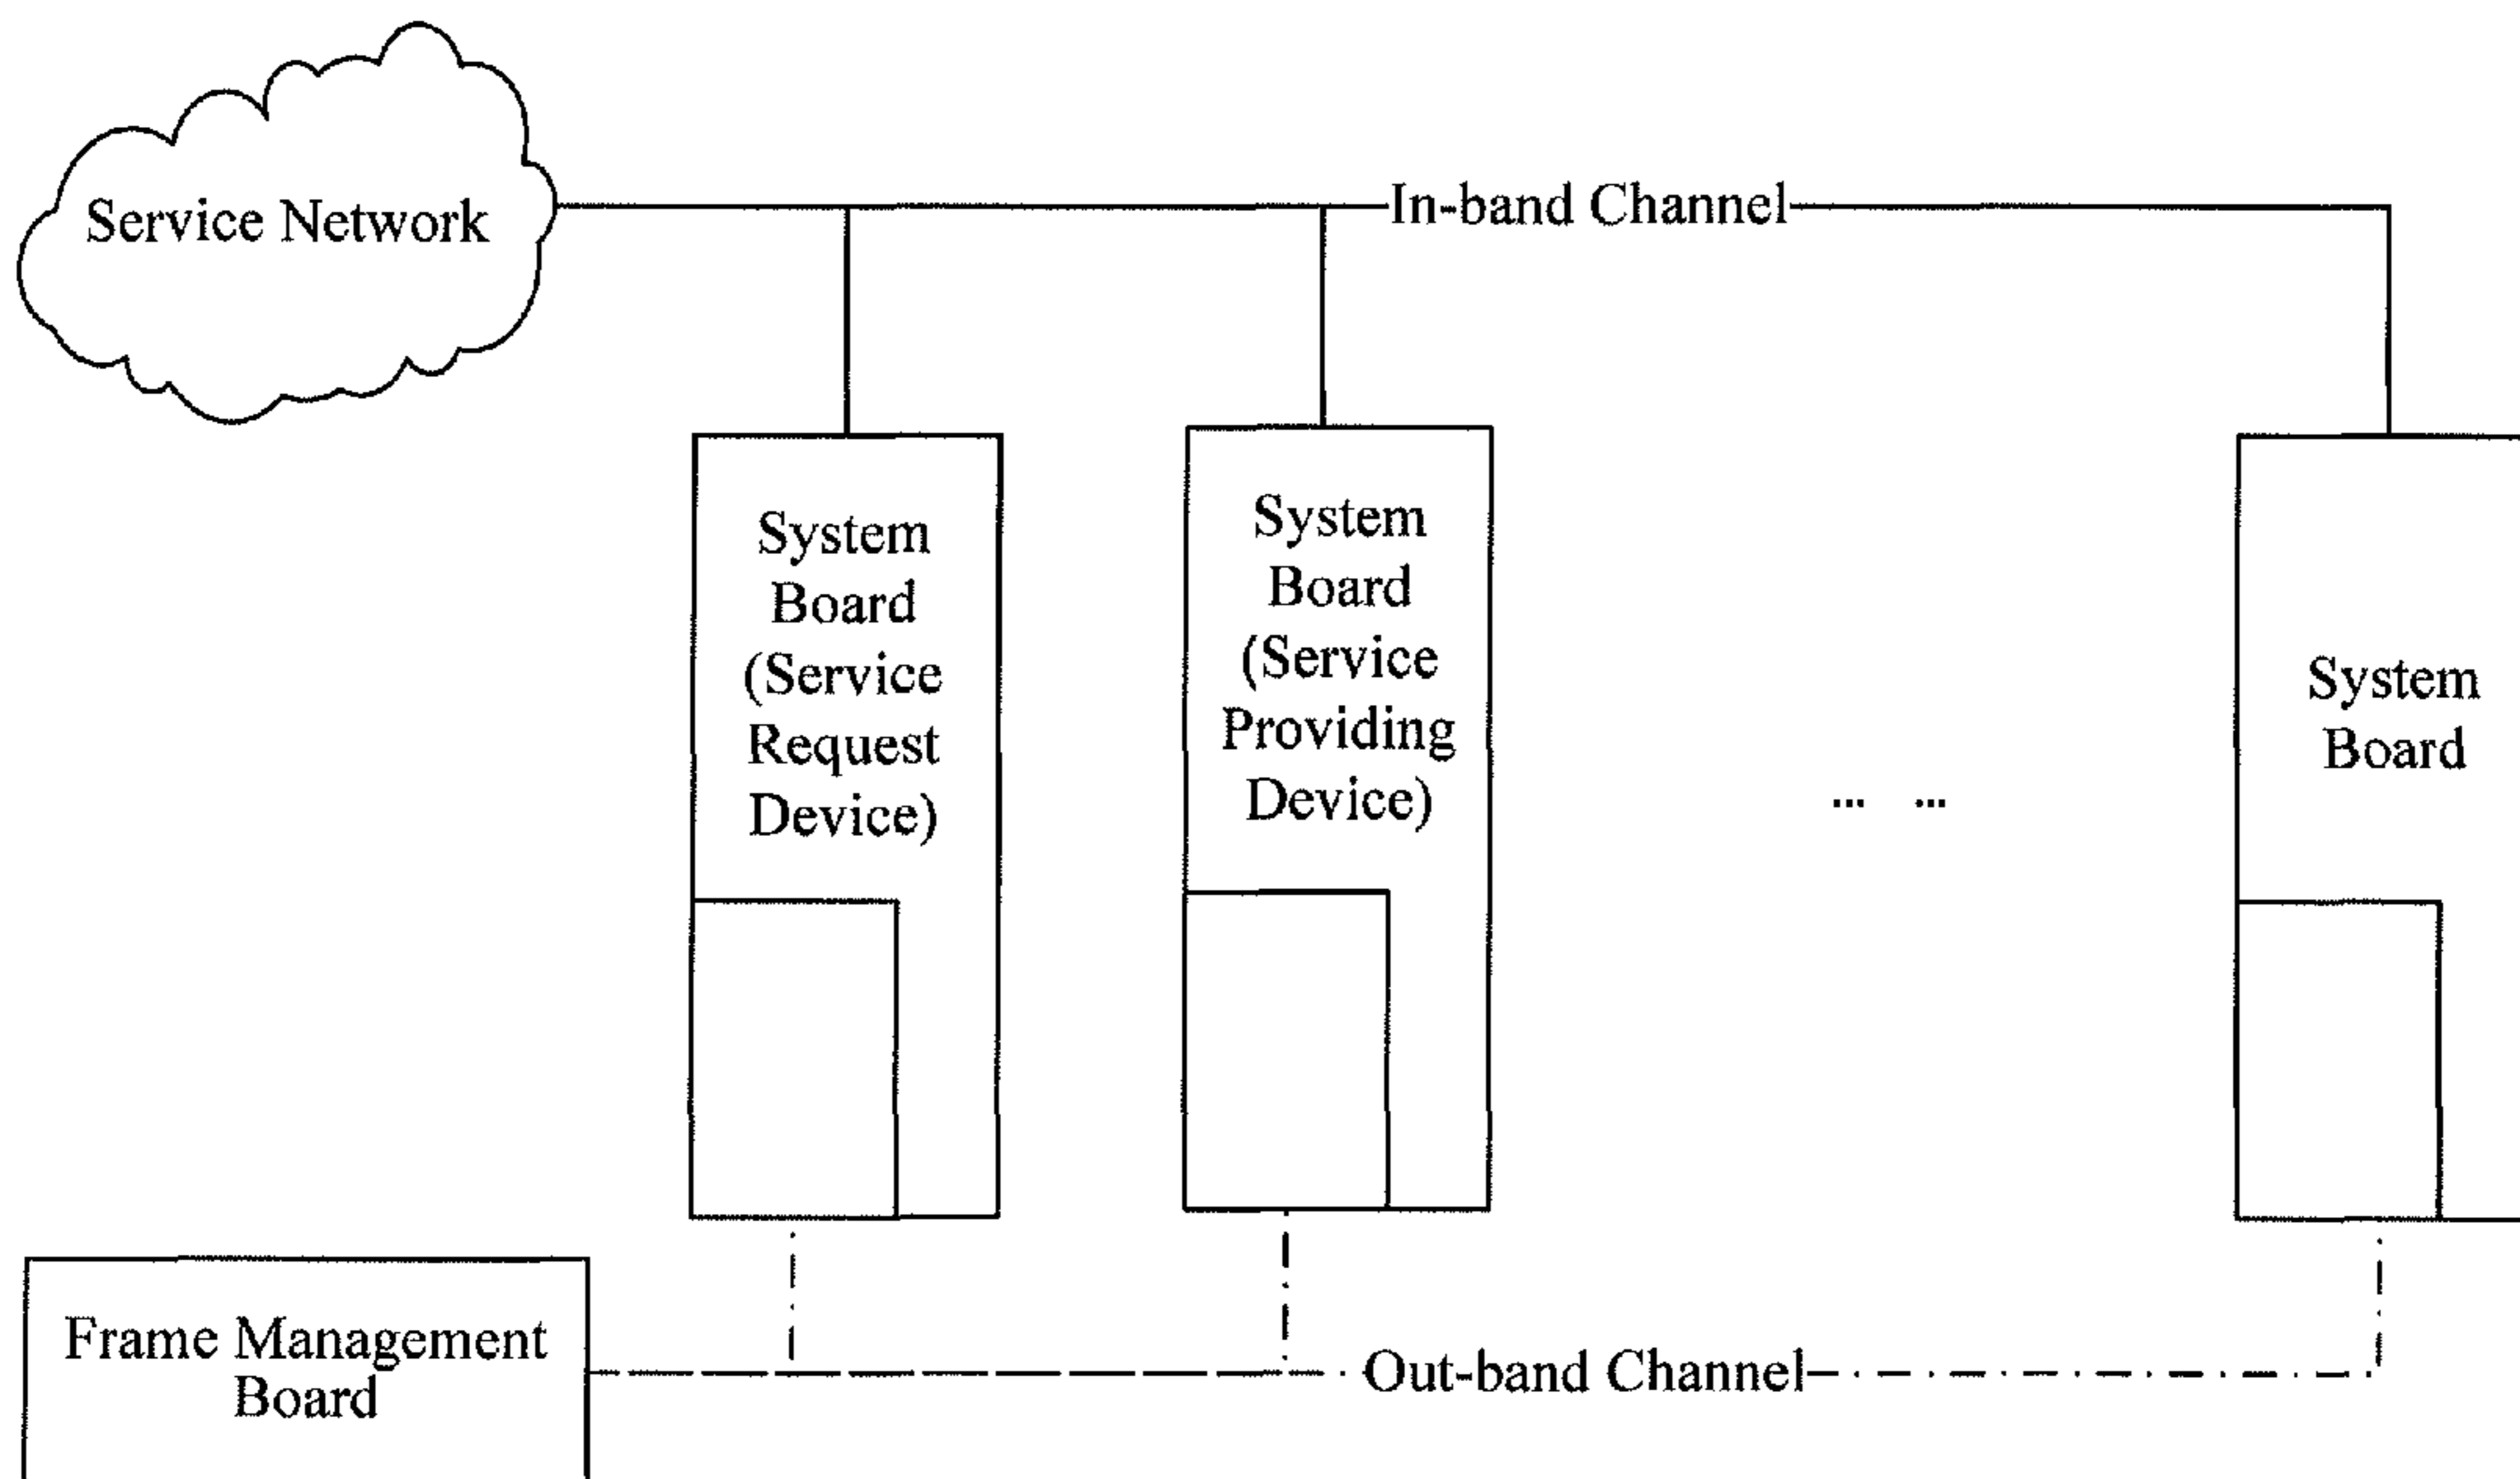 Service Network
In-band Channel
System
Board
(Service
Request
Device)
System
Board
(Service
Providing
Device)
... ...
System
Board
Frame Management
Board
Out-band Channel